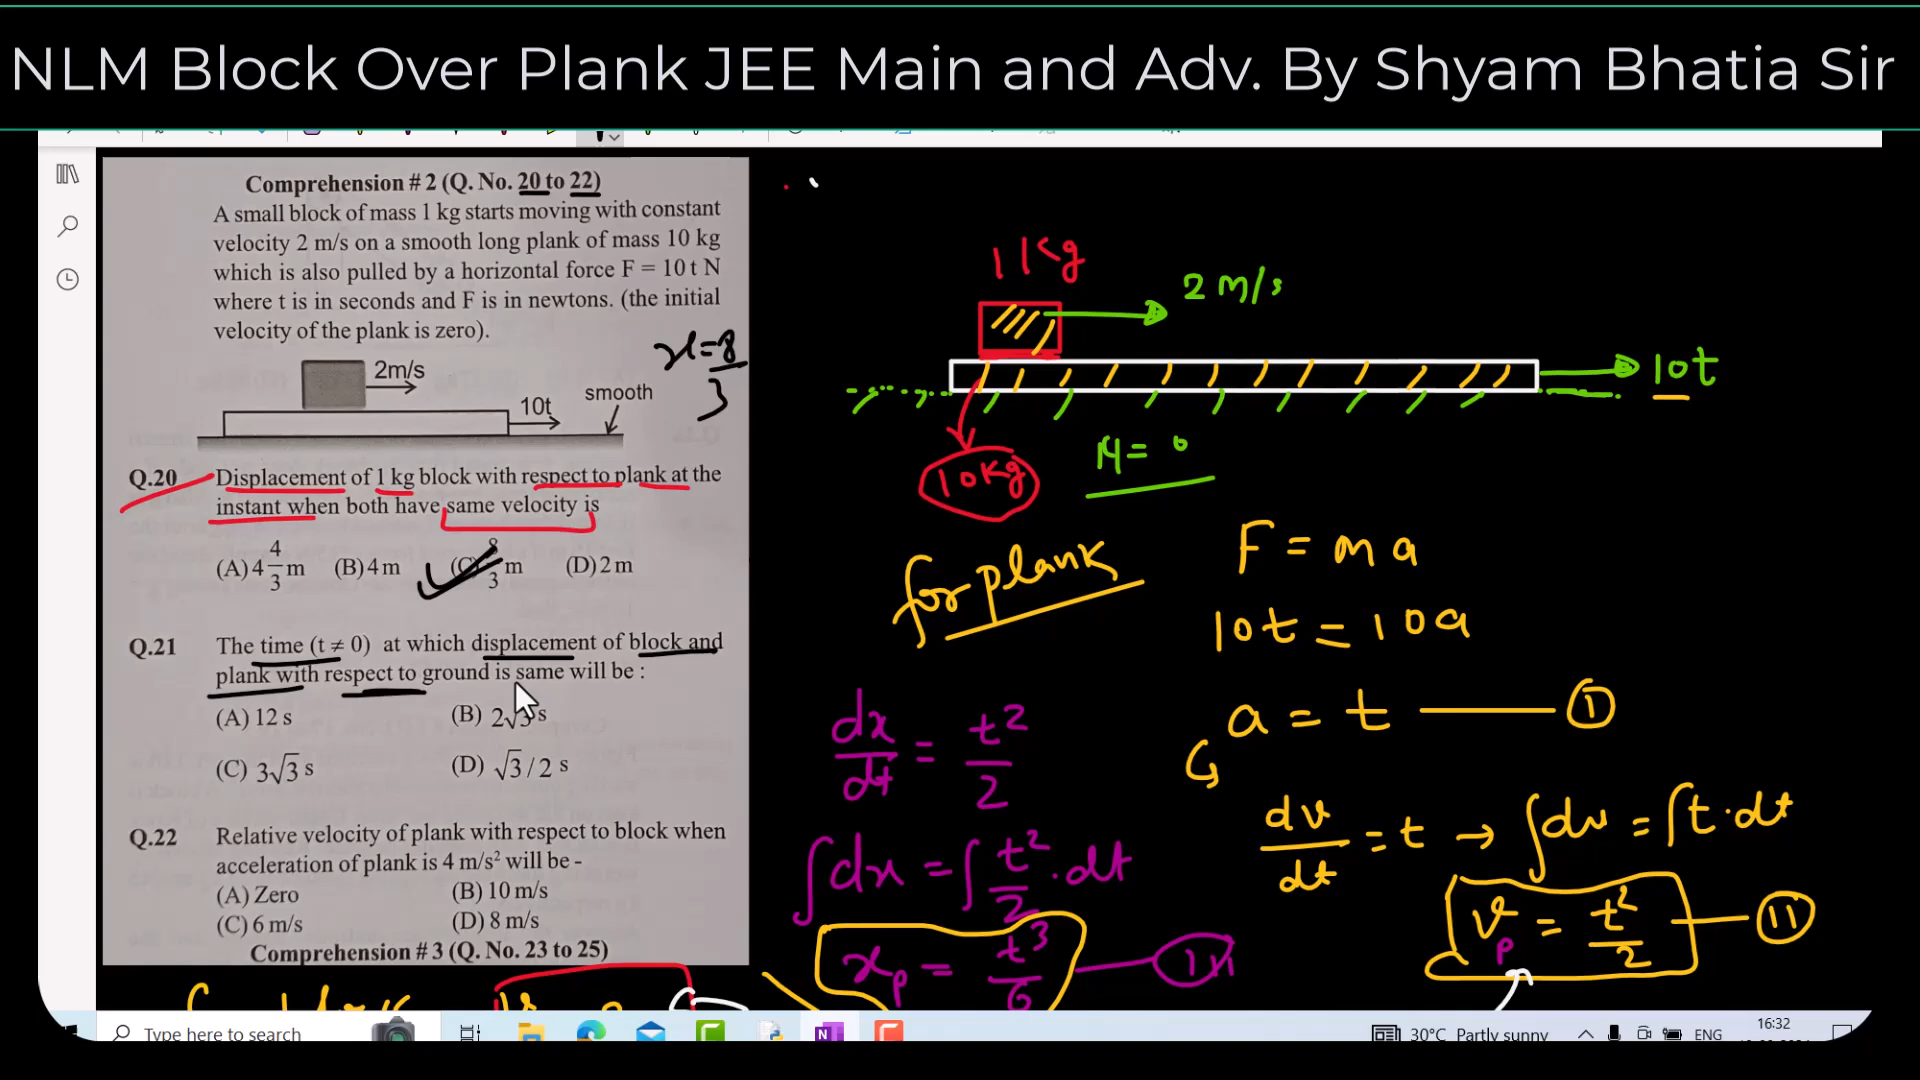 NLM Block Over Plank JEE Main and Adv. By Shyam Bhatia Sir
Comprehension # 2 (Q. No. 20 to 22)
A small block of mass 1 kg starts moving with constant
velocity 2 m/s on a smooth long plank of mass 10 kg
which is also pulled by a horizontal force F = 10 t N
where t is in seconds and F is in newtons. (the initial
velocity of the plank is zero).
x = 8/3
2m/s
10t
smooth
Q.20 Displacement of 1 kg block with respect to plank at the
instant when both have same velocity is
(A) 4 4/3 m (B) 4 m (C) 8/3 m (D) 2 m
Q.21 The time (t ≠ 0) at which displacement of block and
plank with respect to ground is same will be :
(A) 12 s (B) 2√3 s
(C) 3√3 s (D) √3 / 2 s
Q.22 Relative velocity of plank with respect to block when
acceleration of plank is 4 m/s² will be -
(A) Zero (B) 10 m/s
(C) 6 m/s (D) 8 m/s
Comprehension # 3 (Q. No. 23 to 25)
1 Kg
2 m/s
10t
10Kg
M = 0
for plank
F = m a
10t = 10a
a = t ① 
dv/dt = t → ∫dv = ∫t·dt
v_p = t²/2 ⑪
dx/dt = t²/2
∫dx = ∫t²/2 · dt
x_p = t³/6
Type here to search
30°C Partly sunny
ENG
16:32